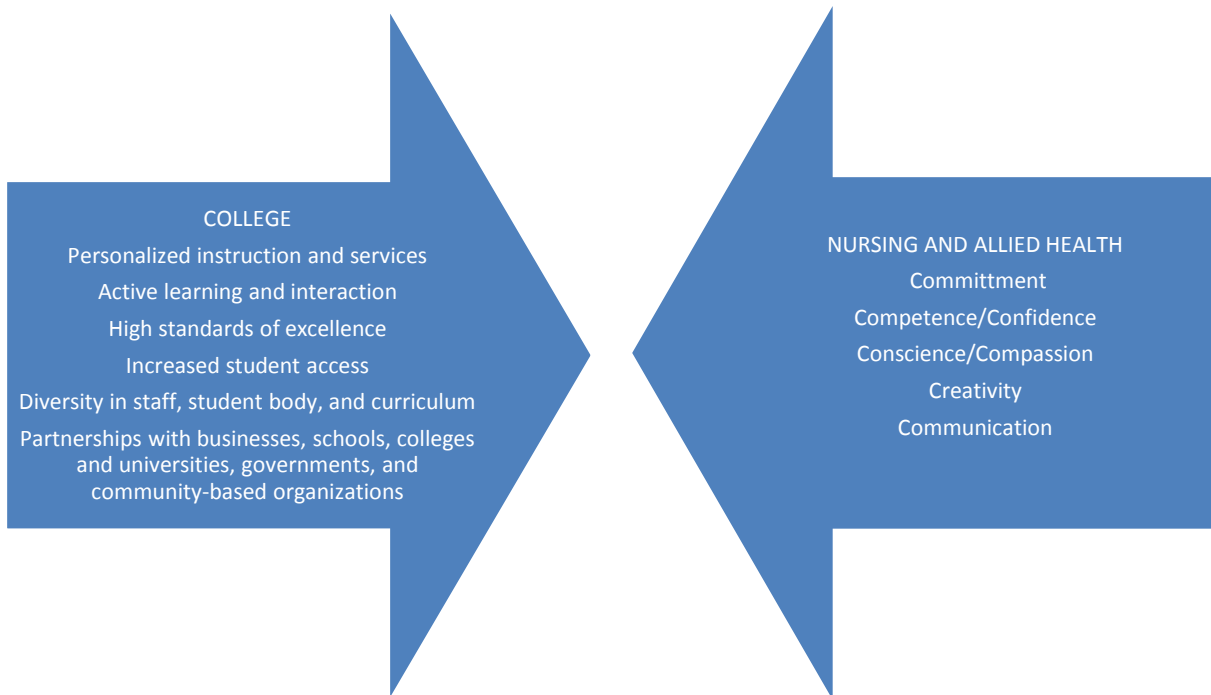 COLLEGE
Personalized instruction and services
Active learning and interaction
High standards of excellence
Increased student access
Diversity in staff, student body, and curriculum
Partnerships with businesses, schools, colleges
and universities, governments, and
community-based organizations
NURSING AND ALLIED HEALTH
Committment
Competence/Confidence
Conscience/Compassion
Creativity
Communication